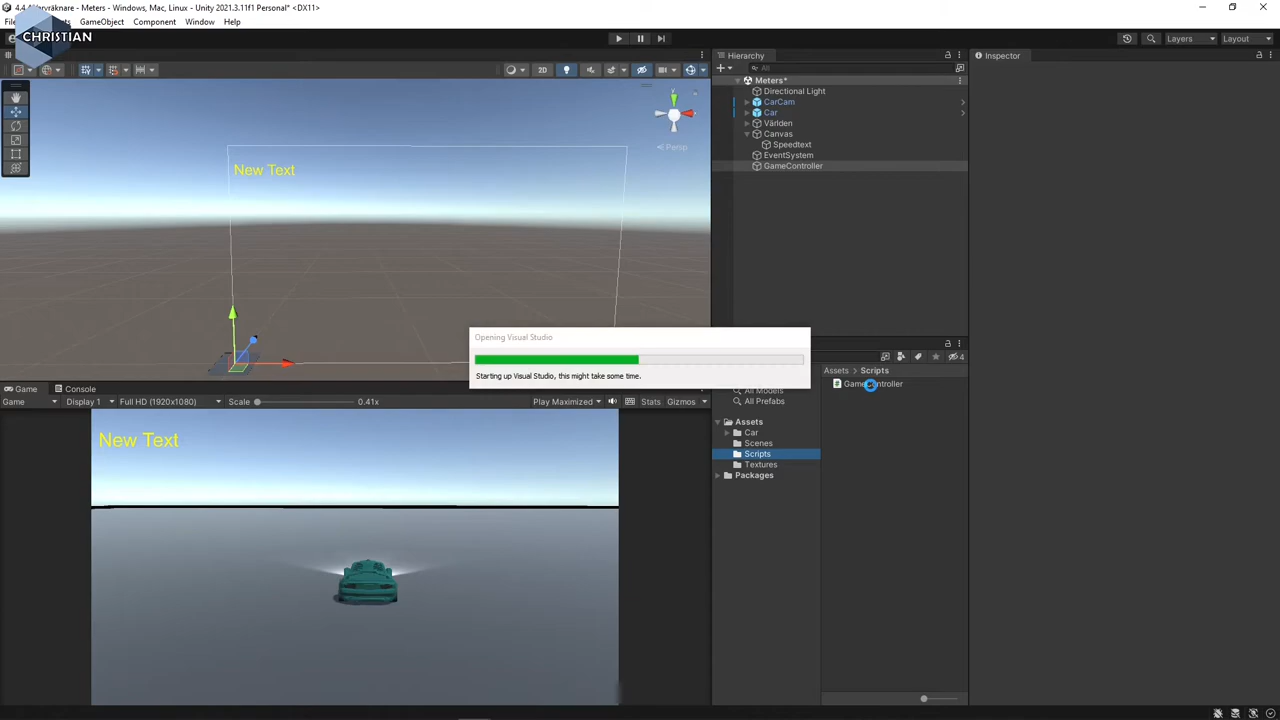 4.4 Varvräknare - Meters - Windows, Mac, Linux - Unity 2021.3.11f1 Personal* <DX11>
GameObject Component Window Help
CHRISTIAN
Layers Layout
2D
Persp
New Text
Hierarchy
All
Meters*
Directional Light
CarCam
Car
Världen
Canvas
Speedtext
EventSystem
GameController
Inspector
Opening Visual Studio
Starting up Visual Studio, this might take some time.
4
All Models
All Prefabs
Assets
Car
Scenes
Scripts
Textures
Packages
Assets > Scripts
GameController
Game Console
Game Display 1 Full HD (1920x1080) Scale 0.41x Play Maximized Stats Gizmos
New Text